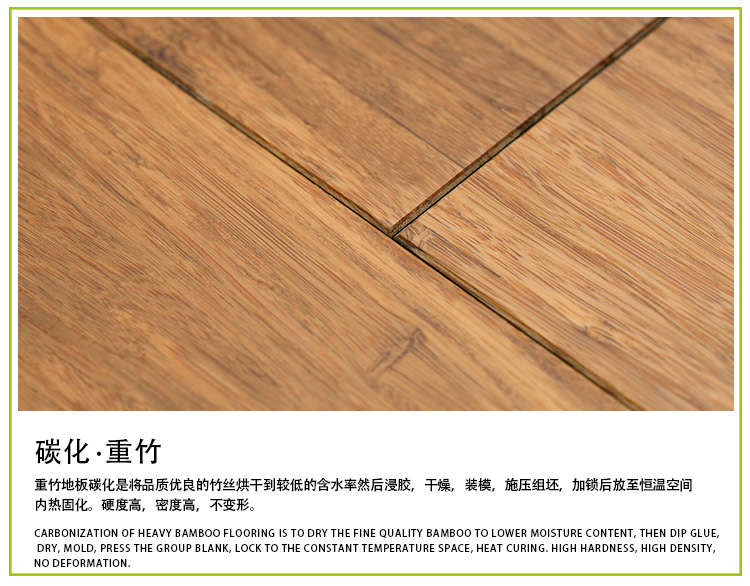 碳化·重竹
重竹地板碳化是将品质优良的竹丝烘干到较低的含水率然后浸胶，干燥，装模，施压组坯，加锁后放至恒温空间
内热固化。硬度高，密度高，不变形。
CARBONIZATION OF HEAVY BAMBOO FLOORING IS TO DRY THE FINE QUALITY BAMBOO TO LOWER MOISTURE CONTENT, THEN DIP GLUE,
DRY, MOLD, PRESS THE GROUP BLANK, LOCK TO THE CONSTANT TEMPERATURE SPACE, HEAT CURING. HIGH HARDNESS, HIGH DENSITY,
NO DEFORMATION.